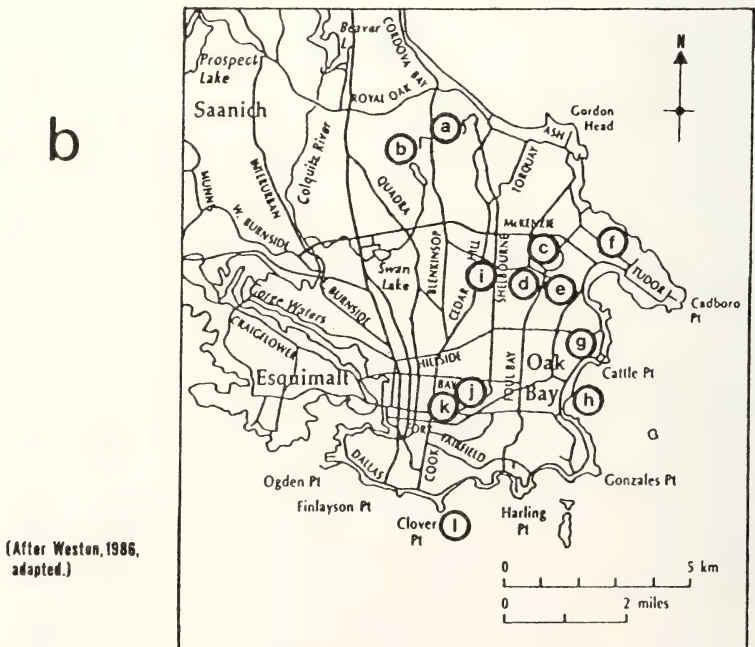 b
Beaver
L.
Prospect
Lake
Saanich
CORDOVA BAY
ROYAL OAK
N
Gordon
Head
ASH
a
b
Colquitz River
INTERURBAN
MUNNS
W. BURNSIDE
QUADRA
TORQUAY
McKENZIE
c
f
Swan
Lake
BLENKINSOP
CEDAR HILL
i
SHELBOURNE
d
e
TUDOR
Cadboro
Pt
Gorge Waters
BURNSIDE
CRAIGFLOWER
Esquimalt
HILLSIDE
FOUL BAY
Oak
Bay
g
Cattle Pt
BAY
j
k
h
FORT
FAIRFIELD
COOK
DALLAS
Ogden Pt
Finlayson Pt
Clover
Pt
l
Harling
Pt
Gonzales Pt
(After Weston, 1986,
adapted.)
0 5 km
0 2 miles